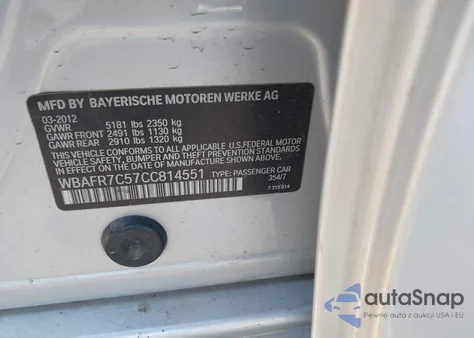 MFD BY BAYERISCHE MOTOREN WERKE AG
03-2012
GVWR 5181 lbs 2350 kg
GAWR FRONT 2491 lbs 1130 kg
GAWR REAR 2910 lbs 1320 kg
THIS VEHICLE CONFORMS TO ALL APPLICABLE U.S.FEDERAL MOTOR
VEHICLE SAFETY, BUMPER AND THEFT PREVENTION
STANDARDS IN EFFECT ON THE DATE OF MANUFACTURE SHOWN ABOVE.
WBAFR7C57CC814551 TYPE: PASSENGER CAR
354/7
autoSnap
Pewne auta z aukcji USA i EU